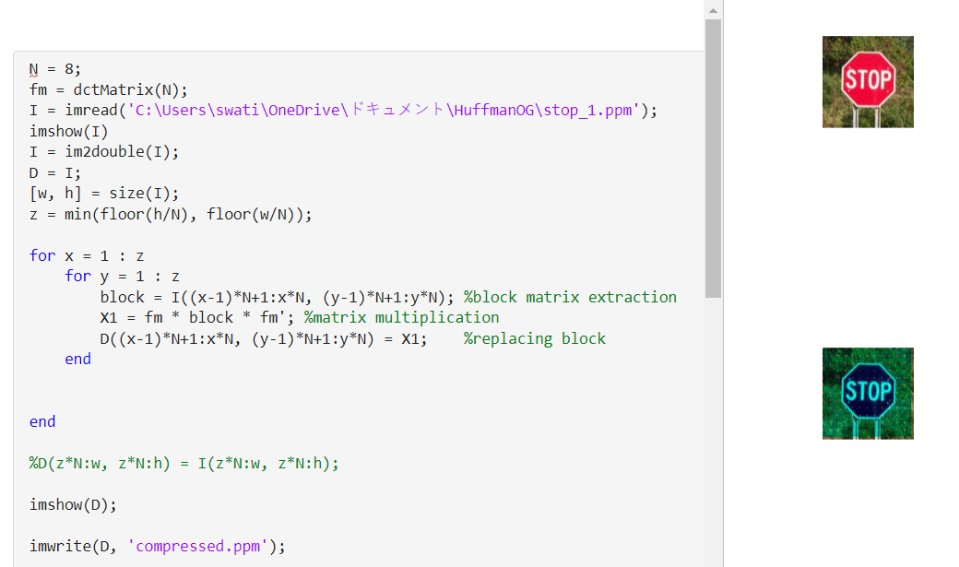 N = 8;
fm = dctMatrix(N);
I = imread('C:\Users\swati\OneDrive\ドキュメント\HuffmanOG\stop_1.ppm');
imshow(I)
I = im2double(I);
D = I;
[w, h] = size(I);
z = min(floor(h/N), floor(w/N));
for x = 1 : z
for y = 1 : z
block = I((x-1)*N+1:x*N, (y-1)*N+1:y*N); %block matrix extraction
X1 = fm * block * fm'; %matrix multiplication
D((x-1)*N+1:x*N, (y-1)*N+1:y*N) = X1; %replacing block
end
end
%D(z*N:w, z*N:h) = I(z*N:w, z*N:h);
imshow(D);
imwrite(D, 'compressed.ppm');
STOP
STOP